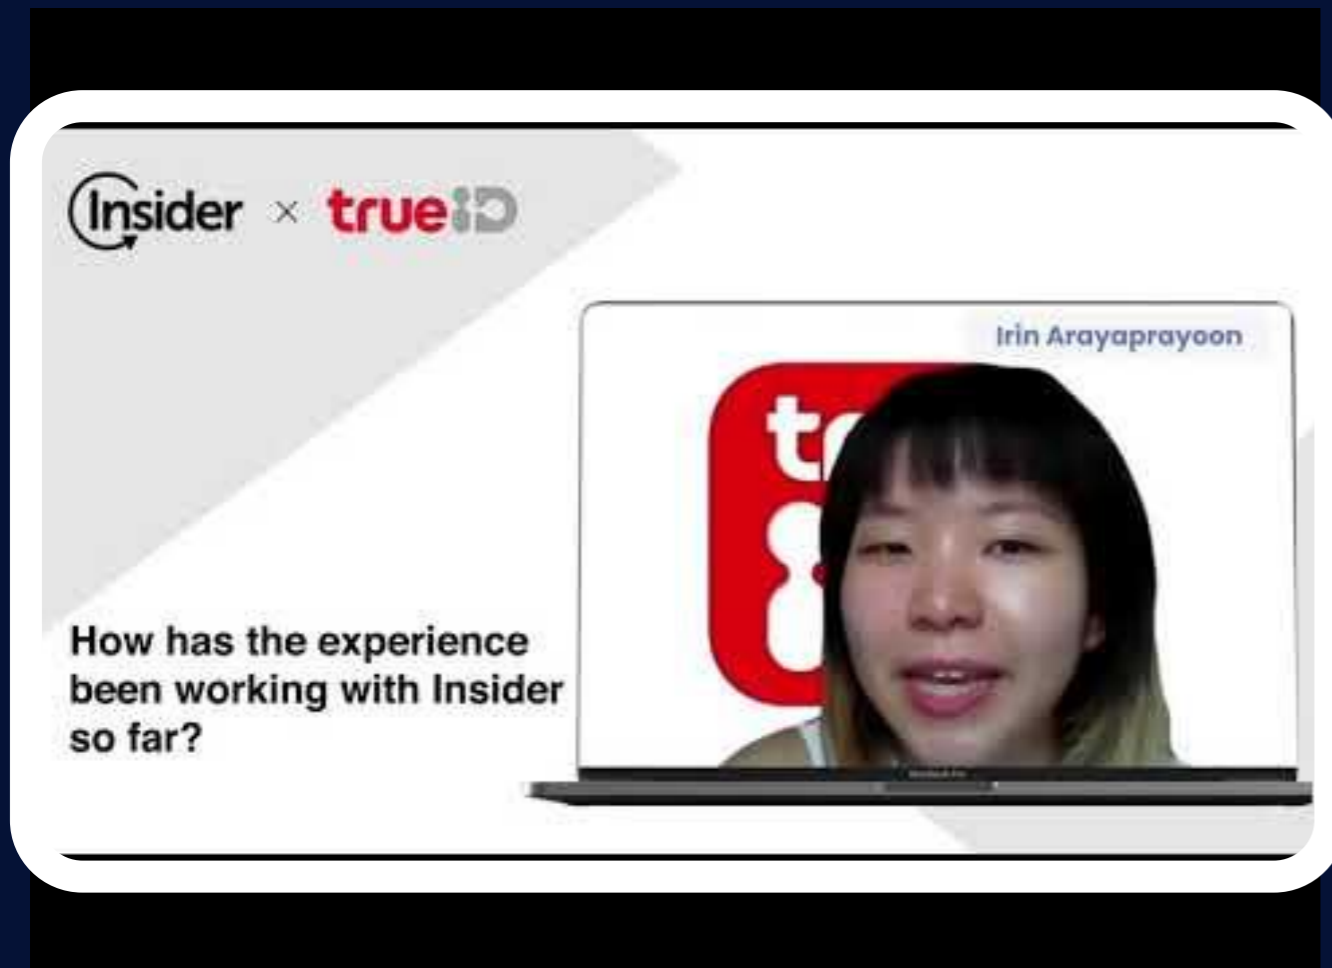 Insider × trueID
Irin Arayaprayoon
How has the experience
been working with Insider
so far?